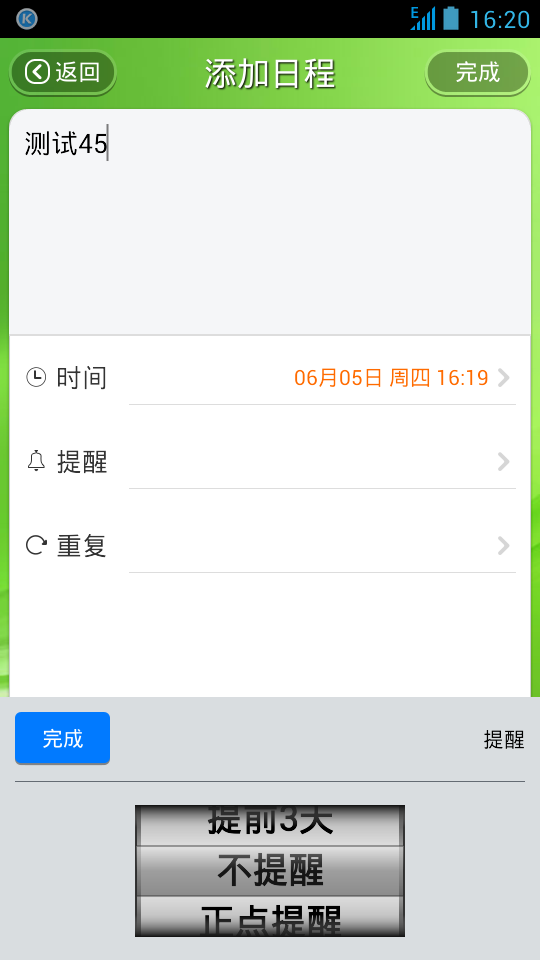 E 16:20
返回 添加日程 完成
测试45
时间 06月05日 周四 16:19
提醒
重复
完成 提醒
提前3天
不提醒
正点提醒